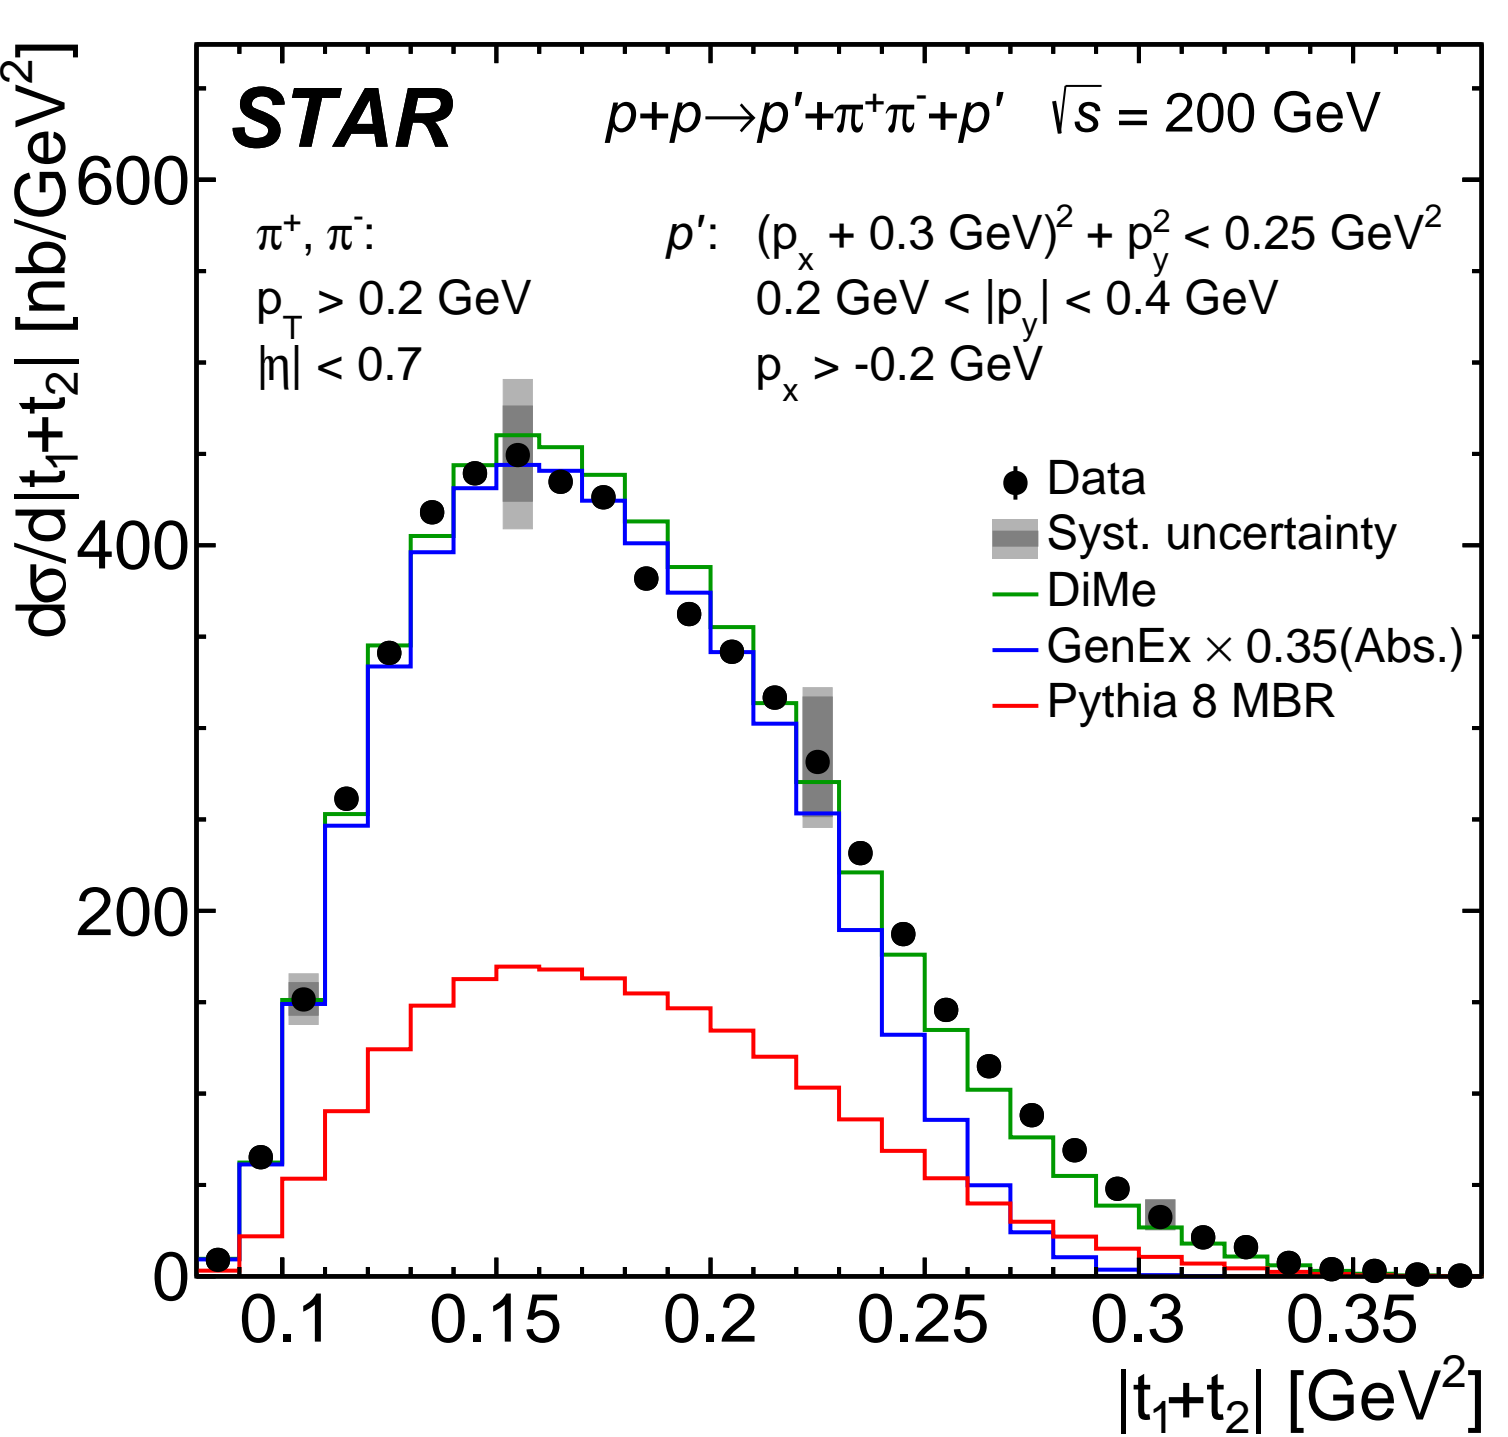 dσ/d|t₁+t₂| [nb/GeV²]
STAR
p+p→p′+π⁺π⁻+p′ √s = 200 GeV
π⁺, π⁻:
p_T > 0.2 GeV
|η| < 0.7
p′: (p_x + 0.3 GeV)² + p_y² < 0.25 GeV²
0.2 GeV < |p_y| < 0.4 GeV
p_x > -0.2 GeV
Data
Syst. uncertainty
DiMe
GenEx × 0.35(Abs.)
Pythia 8 MBR
600
400
200
0
0.1 0.15 0.2 0.25 0.3 0.35
|t₁+t₂| [GeV²]